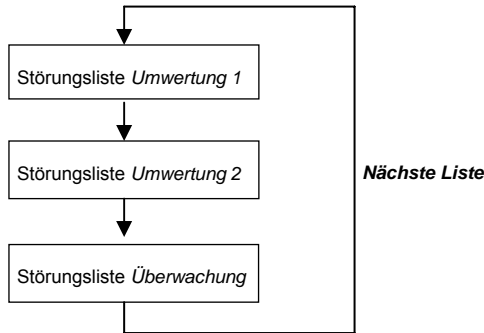 Störungsliste Umwertung 1
Störungsliste Umwertung 2
Nächste Liste
Störungsliste Überwachung